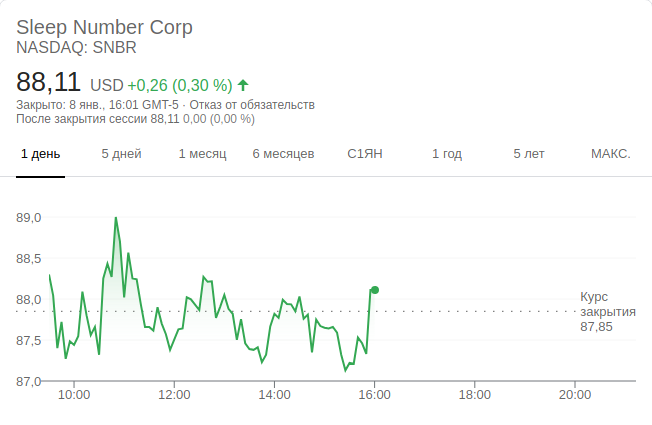 Sleep Number Corp
NASDAQ: SNBR
88,11 USD +0,26 (0,30 %)
Закрыто: 8 янв., 16:01 GMT-5 · Отказ от обязательств
После закрытия сессии 88,11 0,00 (0,00 %)
1 день 5 дней 1 месяц 6 месяцев С1ЯН 1 год 5 лет МАКС.
89,0
88,5
88,0
87,5
87,0
Курс
закрытия
87,85
10:00 12:00 14:00 16:00 18:00 20:00